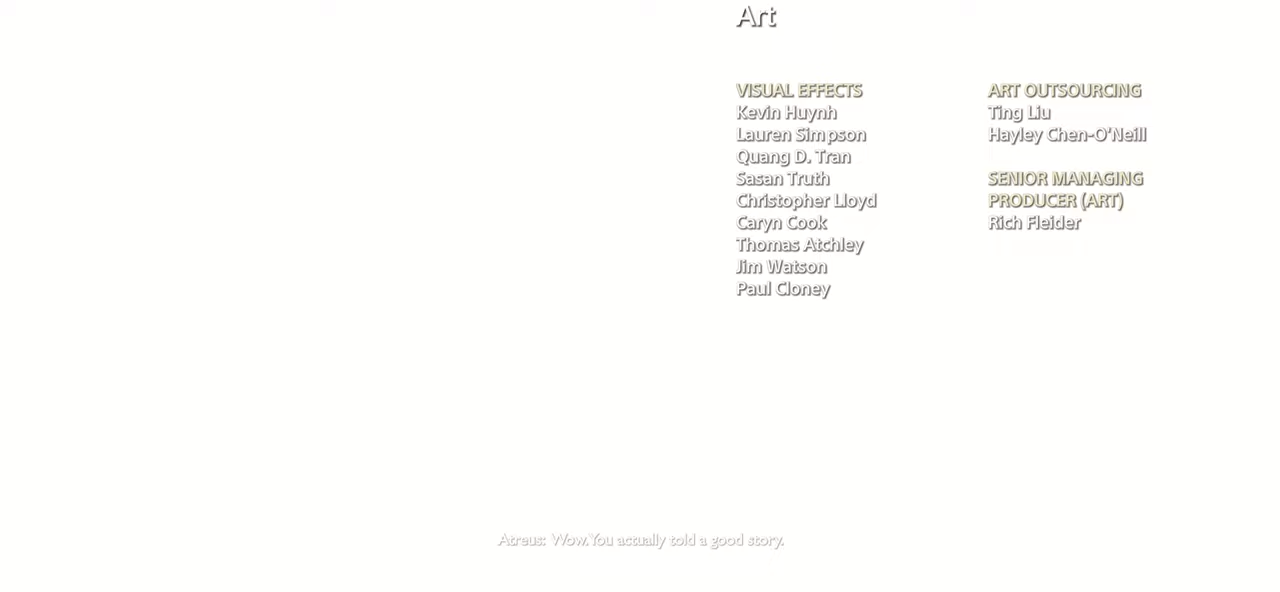 Art
VISUAL EFFECTS
Kevin Huynh
Lauren Simpson
Quang D. Tran
Sasan Truth
Christopher Lloyd
Caryn Cook
Thomas Atchley
Jim Watson
Paul Cloney
ART OUTSOURCING
Ting Liu
Hayley Chen-O'Neill
SENIOR MANAGING
PRODUCER (ART)
Rich Fleider
Atreus: Wow.You actually told a good story.